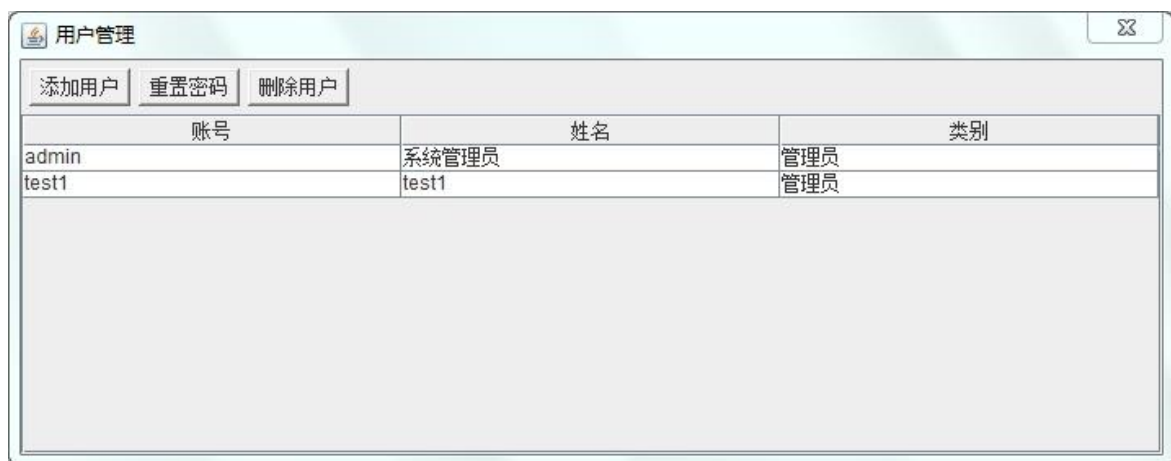 用户管理
添加用户 重置密码 删除用户
账号 姓名 类别
admin 系统管理员 管理员
test1 test1 管理员